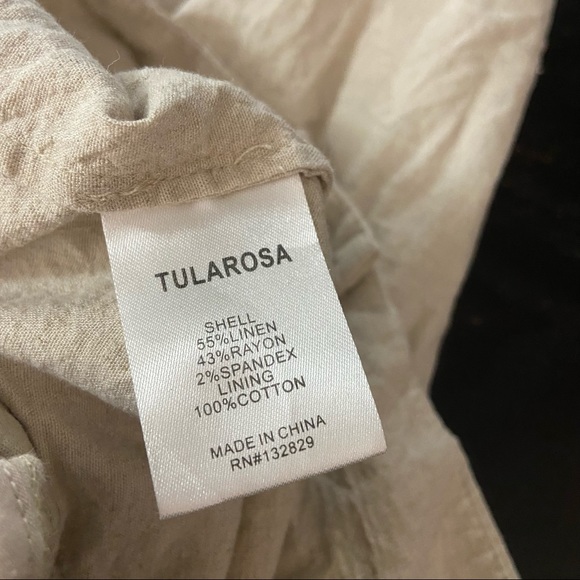 TULAROSA
SHELL
55%LINEN
43%RAYON
2%SPANDEX
LINING
100%COTTON
MADE IN CHINA
RN#132829